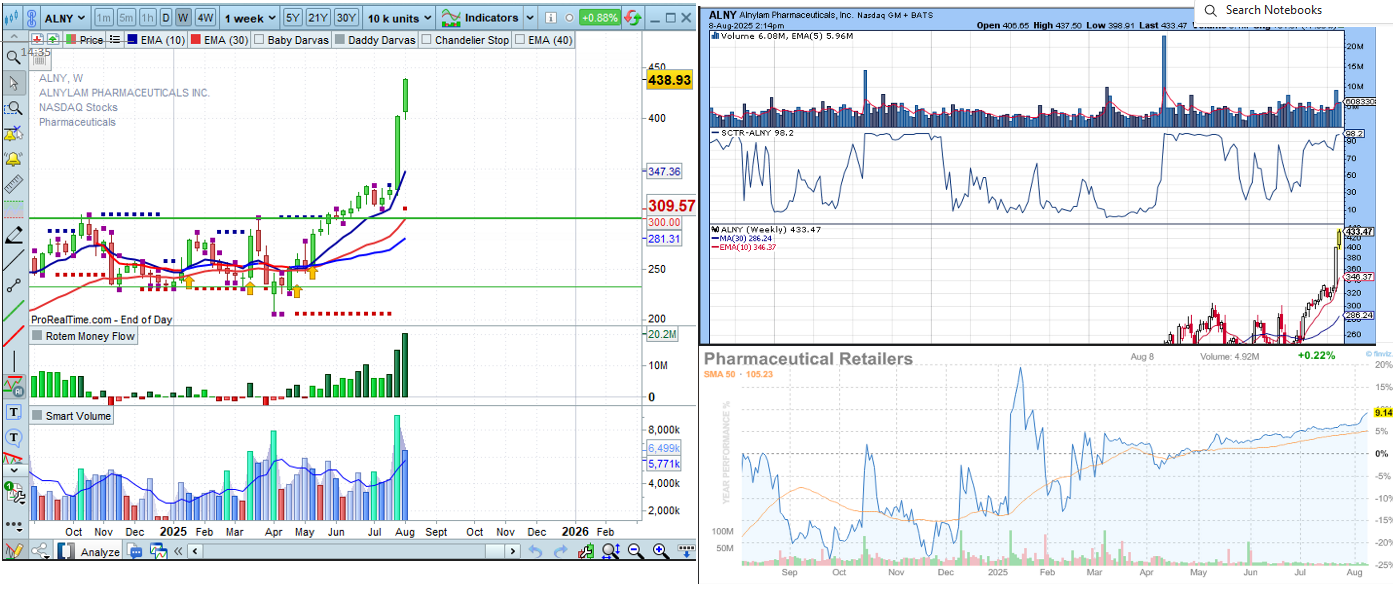 Search Notebooks
ALNY 1m 5m 1h D W 4W 1 week 5Y 21Y 30Y 10 k units Indicators +0.88%
Price EMA (10) EMA (30) Baby Darvas Daddy Darvas Chandelier Stop EMA (40)
14:35
ALNY, W
ALNYLAM PHARMACEUTICALS INC.
NASDAQ Stocks
Pharmaceuticals
450
438.93
400
347.36
309.57
300.00
281.31
250
200
ProRealTime.com - End of Day
Rotem Money Flow
20.2M
10M
0
Smart Volume
8,000k
6,499k
5,771k
4,000k
2,000k
Oct Nov Dec 2025 Feb Mar Apr May Jun Jul Aug Sept Oct Nov Dec 2026 Feb
Analyze
ALNY Alnylam Pharmaceuticals, Inc. Nasdaq GM + BATS
8-Aug-2025 2:14pm Open 406.65 High 437.50 Low 398.91 Last 433.47
Volume 6.08M, EMA(5) 5.96M
20M
15M
10M
6083308
SCTR-ALNY 98.2
98.2
90
70
50
30
10
ALNY (Weekly) 433.47
MA(30) 286.24
EMA(10) 346.37
433.47
420
400
380
360
346.37
320
300
286.24
260
Pharmaceutical Retailers Aug 8 Volume: 4.92M +0.22% © finviz
SMA 50 · 105.23
YEAR PERFORMANCE %
20%
15%
9.14
5%
0%
-5%
-10%
-15%
-20%
-25%
100M
50M
Sep Oct Nov Dec 2025 Feb Mar Apr May Jun Jul Aug